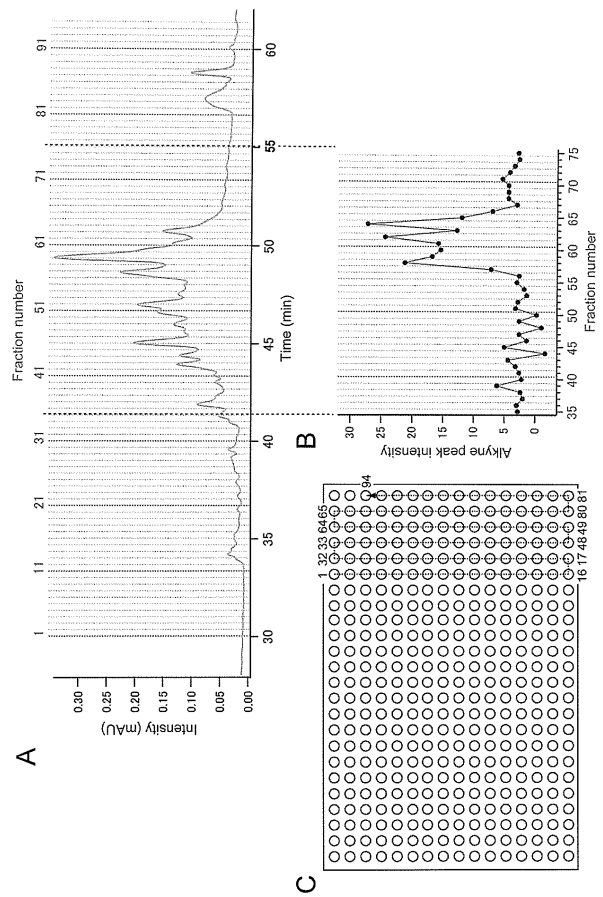 A
Fraction number
1 11 21 31 41 51 61 71 81 91
Intensity (mAU)
0.30
0.25
0.20
0.15
0.10
0.05
0.00
30 35 40 45 50 55 60
Time (min)
B
Alkyne peak intensity
30
25
20
15
10
5
0
35 40 45 50 55 60 65 70 75
Fraction number
C
1 32 33 64 65
94
16 17 48 49 80 81